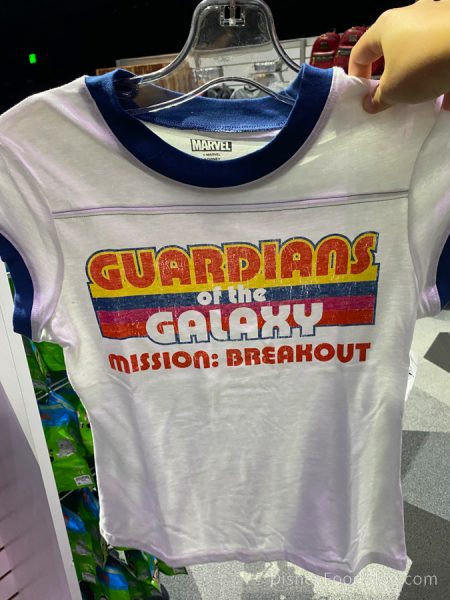 MARVEL
GUARDIANS
of the
GALAXY
MISSION: BREAKOUT